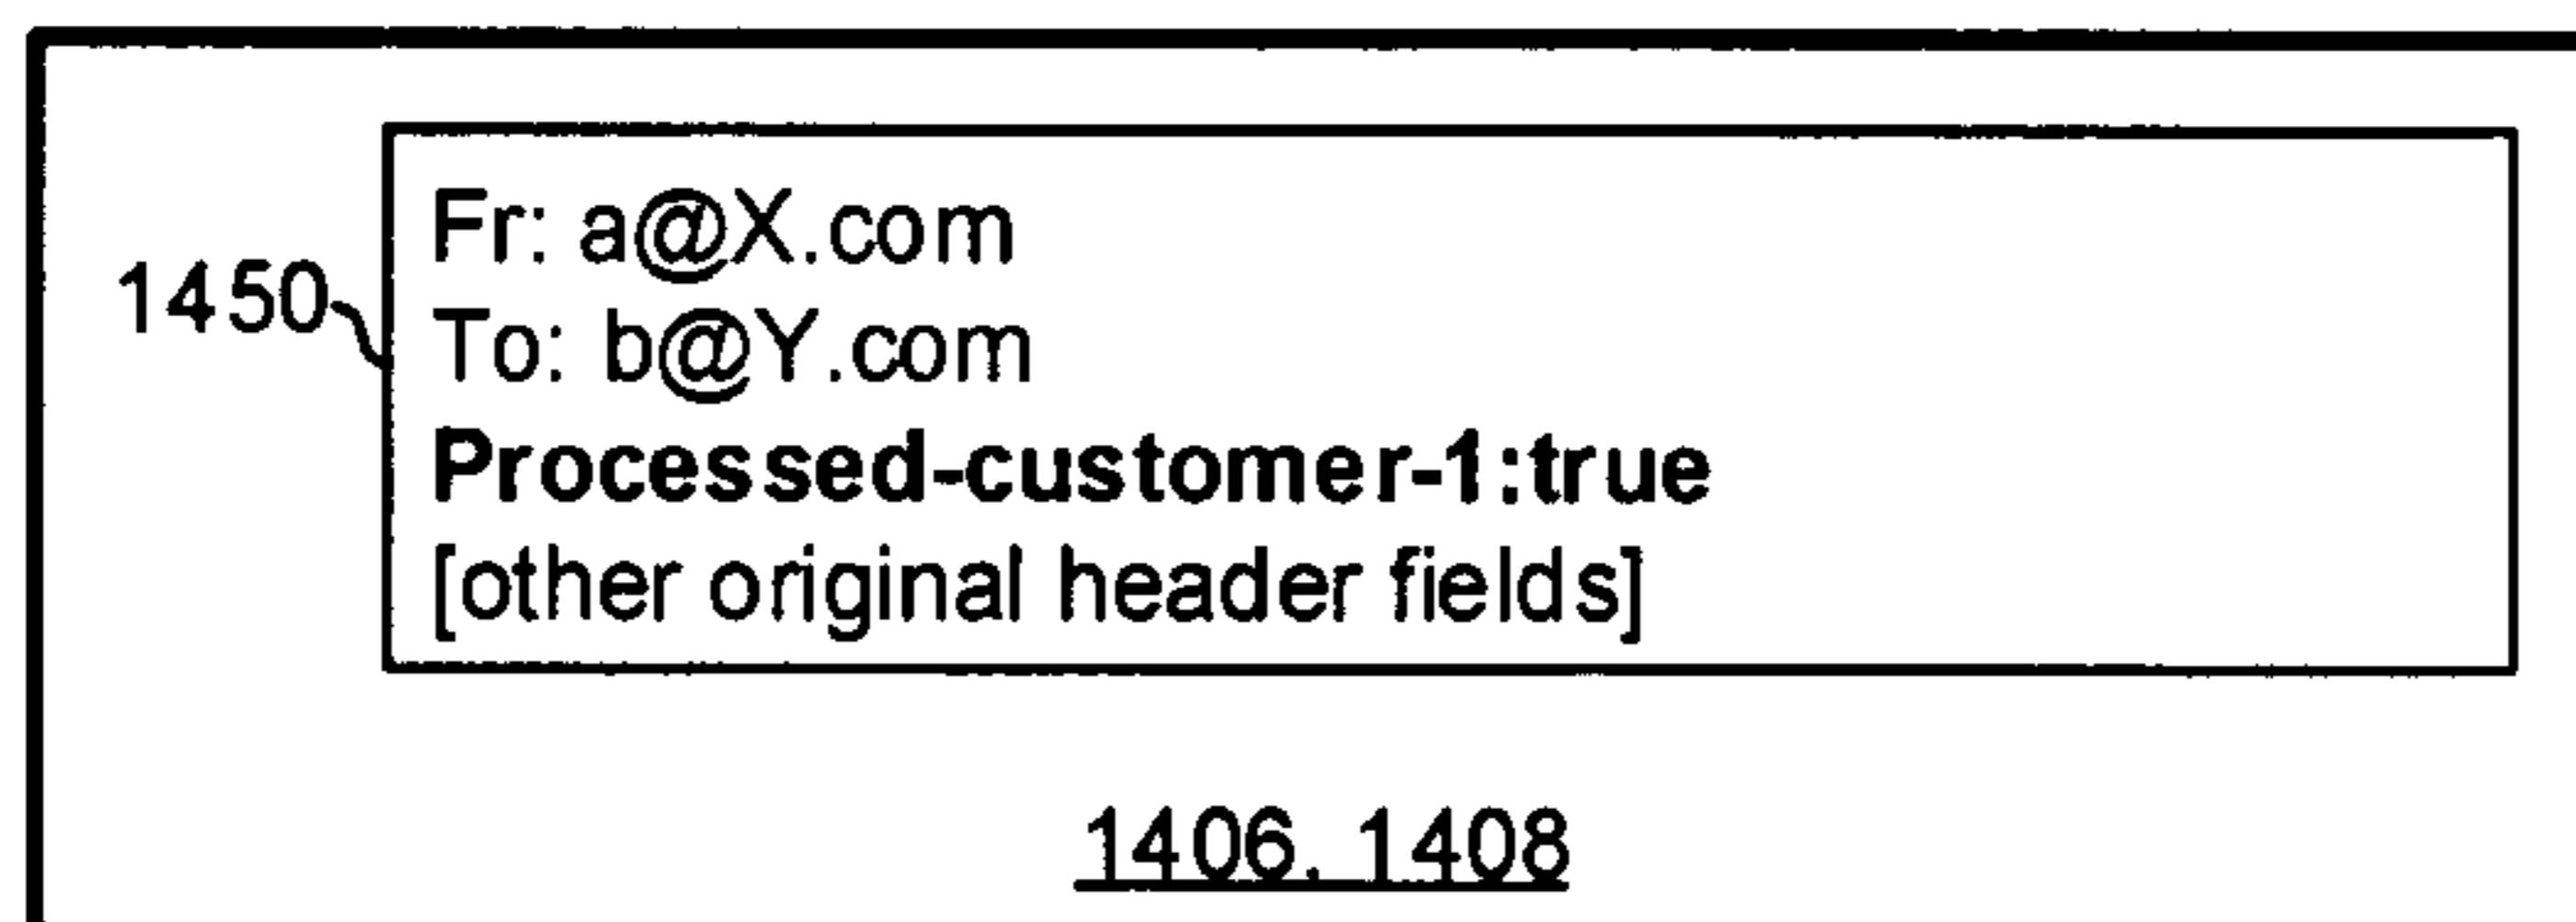 Fr: a@X.com
1450
To: b@Y.com
Processed-customer-1:true
[other original header fields]
1406, 1408